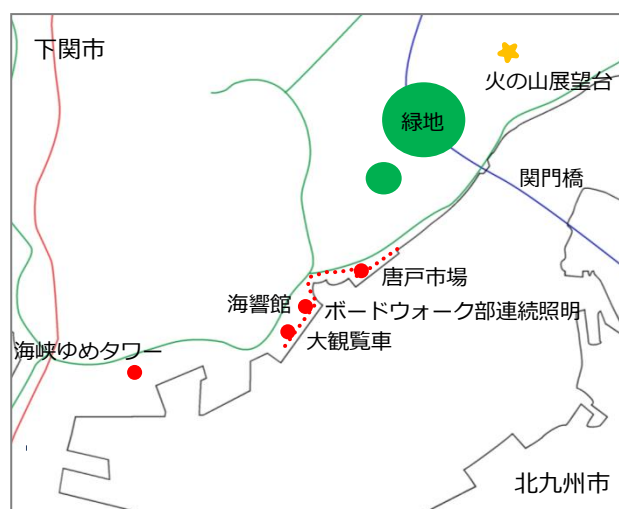 下関市
火の山展望台
緑地
関門橋
唐戸市場
海響館
ボードウォーク部連続照明
大観覧車
海峡ゆめタワー
北九州市